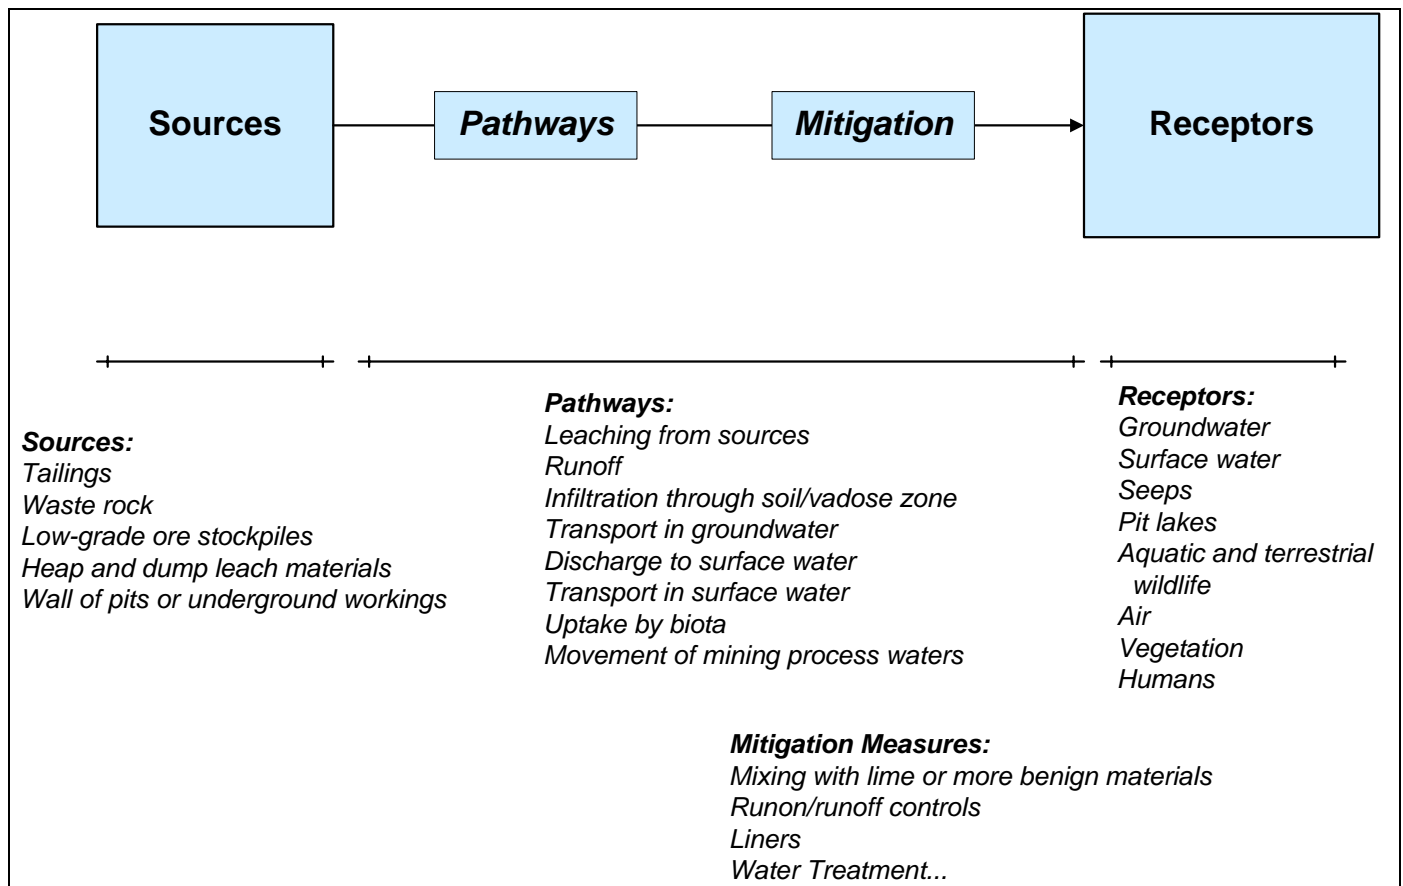 Sources
Pathways
Mitigation
Receptors
Sources:
Tailings
Waste rock
Low-grade ore stockpiles
Heap and dump leach materials
Wall of pits or underground workings
Pathways:
Leaching from sources
Runoff
Infiltration through soil/vadose zone
Transport in groundwater
Discharge to surface water
Transport in surface water
Uptake by biota
Movement of mining process waters
Receptors:
Groundwater
Surface water
Seeps
Pit lakes
Aquatic and terrestrial
wildlife
Air
Vegetation
Humans
Mitigation Measures:
Mixing with lime or more benign materials
Runon/runoff controls
Liners
Water Treatment...